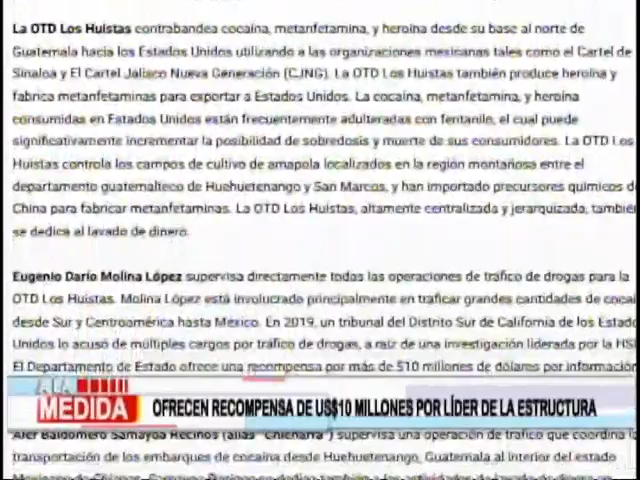 La OTD Los Huistas contrabandea cocaína, metanfetamina, y heroína desde su base al norte de
Guatemala hacia los Estados Unidos utilizando a las organizaciones mexicanas tales como el Cartel de
Sinaloa y El Cartel Jalisco Nueva Generación (CJNG). La OTD Los Huistas también produce heroína y
fabrica metanfetaminas para exportar a Estados Unidos. La cocaína, metanfetamina, y heroína
consumidas en Estados Unidos están frecuentemente adulteradas con fentanilo, el cual puede
significativamente incrementar la posibilidad de sobredosis y muerte de sus consumidores. La OTD Los
Huistas controla los campos de cultivo de amapola localizados en la región montañosa entre el
departamento guatemalteco de Huehuetenango y San Marcos, y han importado precursores químicos d
China para fabricar metanfetaminas. La OTD Los Huistas, altamente centralizada y jerarquizada, tambié
se dedica al lavado de dinero.
Eugenio Darío Molina López supervisa directamente todas las operaciones de tráfico de drogas para la
OTD Los Huistas. Molina López está involucrado principalmente en traficar grandes cantidades de coca
desde Sur y Centroamérica hasta México. En 2019, un tribunal del Distrito Sur de California de los Estado
Unidos lo acusó de múltiples cargos por tráfico de drogas, a raíz de una investigación liderada por la HSI
El Departamento de Estado ofrece una recompensa por más de $10 millones de dólares por información
A LA
MEDIDA
OFRECEN RECOMPENSA DE US$10 MILLONES POR LÍDER DE LA ESTRUCTURA
Aler Baldomero Samayoa Recinos (alias "Chicharra") supervisa una operación de tráfico que coordina la
transportación de los embarques de cocaína desde Huehuetenango, Guatemala al interior del estado